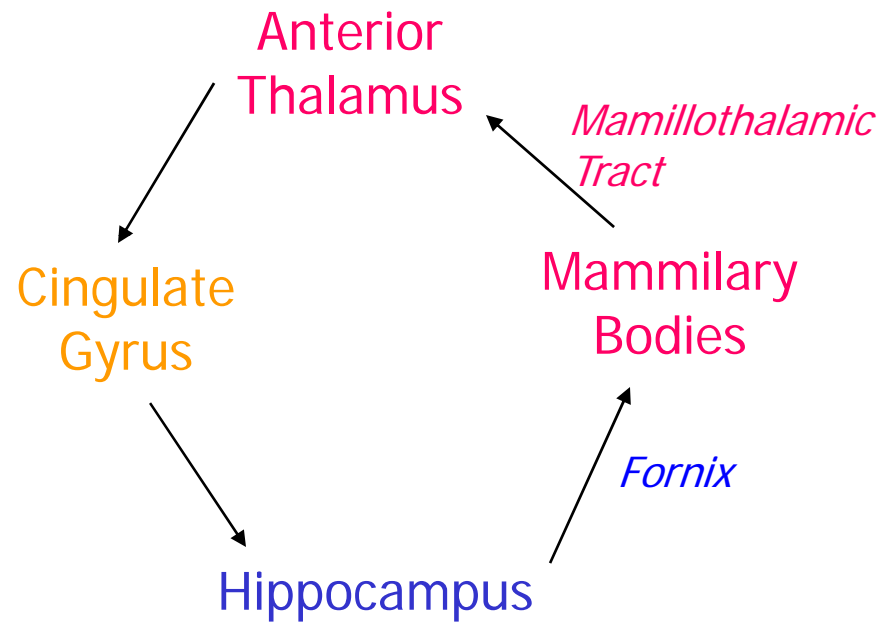 Anterior
Thalamus
Mamillothalamic
Tract
Cingulate
Gyrus
Mammilary
Bodies
Fornix
Hippocampus